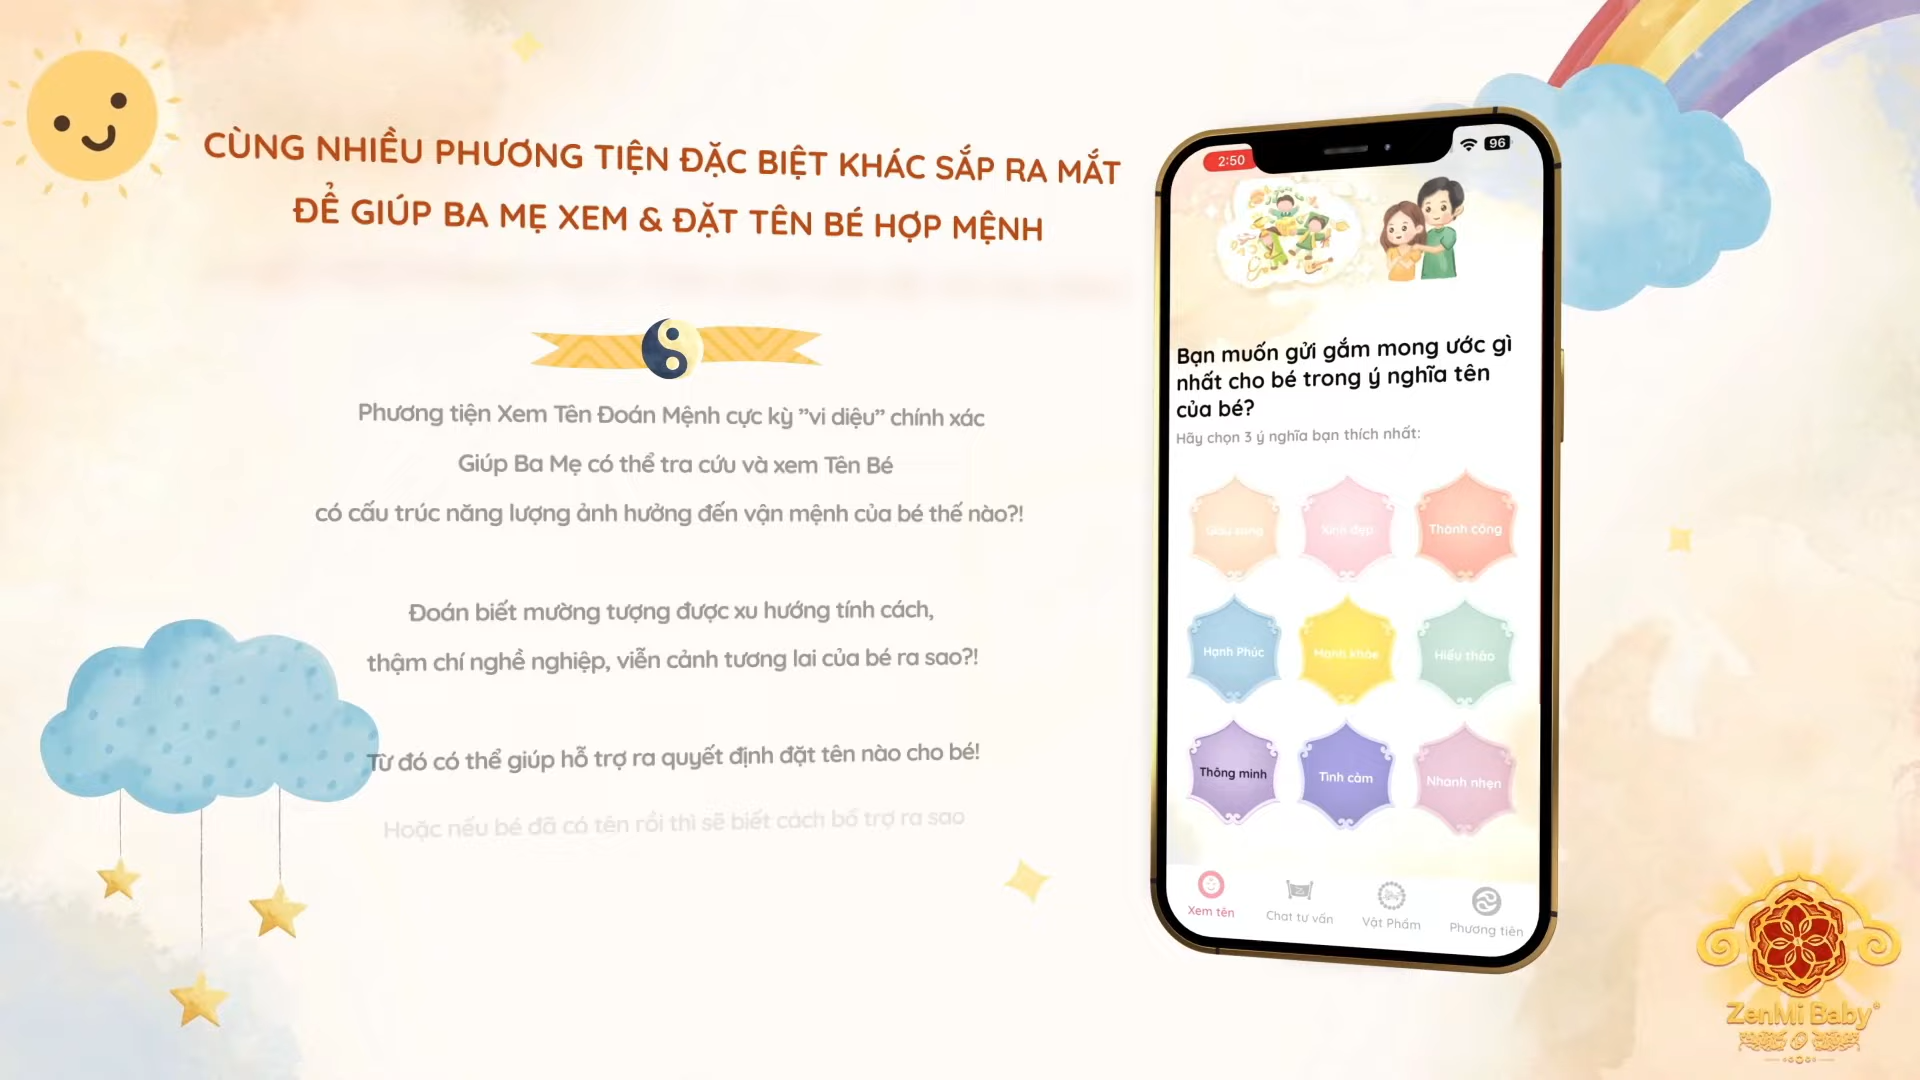 CÙNG NHIỀU PHƯƠNG TIỆN ĐẶC BIỆT KHÁC SẮP RA MẮT
ĐỂ GIÚP BA MẸ XEM & ĐẶT TÊN BÉ HỢP MỆNH
Phương tiện Xem Tên Đoán Mệnh cực kỳ ”vi diệu” chính xác
Giúp Ba Mẹ có thể tra cứu và xem Tên Bé
có cấu trúc năng lượng ảnh hưởng đến vận mệnh của bé thế nào?!
Đoán biết mường tượng được xu hướng tính cách,
thậm chí nghề nghiệp, viễn cảnh tương lai của bé ra sao?!
Từ đó có thể giúp hỗ trợ ra quyết định đặt tên nào cho bé!
Hoặc nếu bé đã có tên rồi thì sẽ biết cách bổ trợ ra sao
2:50
96
Bạn muốn gửi gắm mong ước gì
nhất cho bé trong ý nghĩa tên
của bé?
Hãy chọn 3 ý nghĩa bạn thích nhất:
Giàu sang
Xinh đẹp
Thành công
Hạnh Phúc
Mạnh khỏe
Hiếu thảo
Thông minh
Tình cảm
Nhanh nhẹn
Xem tên
Chat tư vấn
Vật Phẩm
Phương tiện
ZenMi Baby®